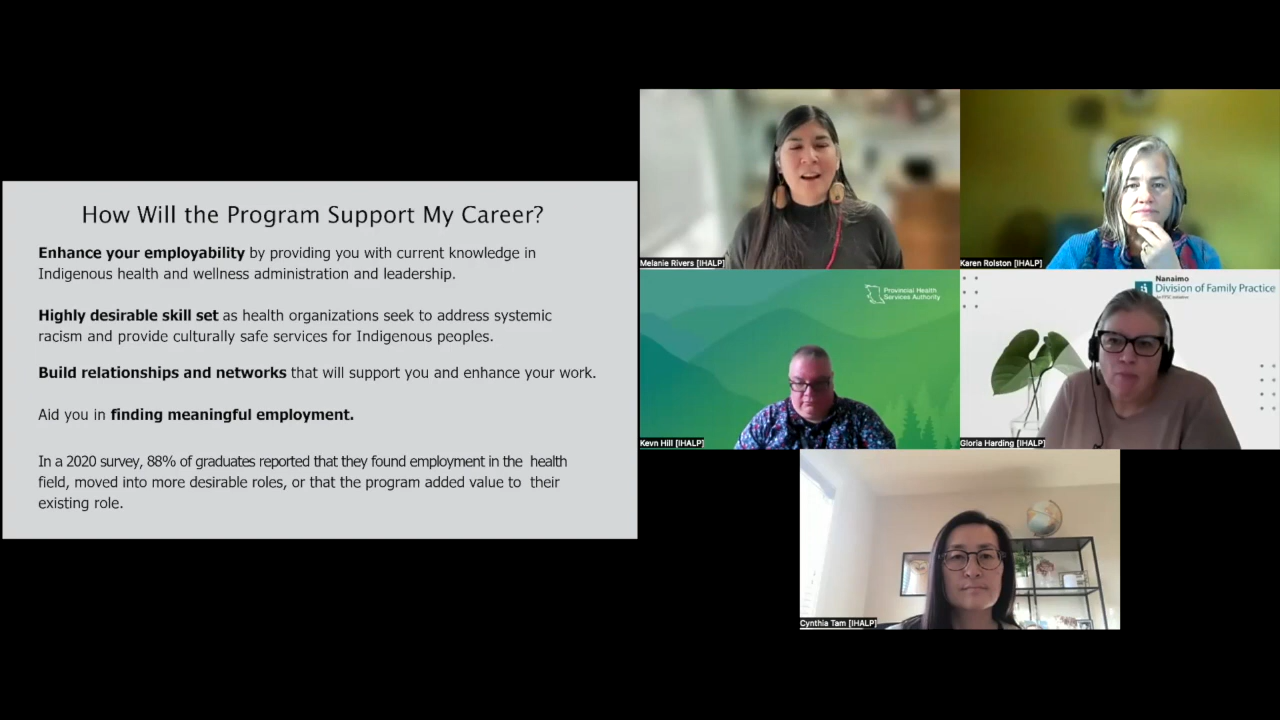 How Will the Program Support My Career?
Enhance your employability by providing you with current knowledge in
Indigenous health and wellness administration and leadership.
Highly desirable skill set as health organizations seek to address systemic
racism and provide culturally safe services for Indigenous peoples.
Build relationships and networks that will support you and enhance your work.
Aid you in finding meaningful employment.
In a 2020 survey, 88% of graduates reported that they found employment in the health
field, moved into more desirable roles, or that the program added value to their
existing role.
Melanie Rivers [IHALP]
Karen Rolston [IHALP]
Provincial Health
Services Authority
Kevn Hill [IHALP]
Nanaimo
Division of Family Practice
Gloria Harding [IHALP]
Cynthia Tam [IHALP]